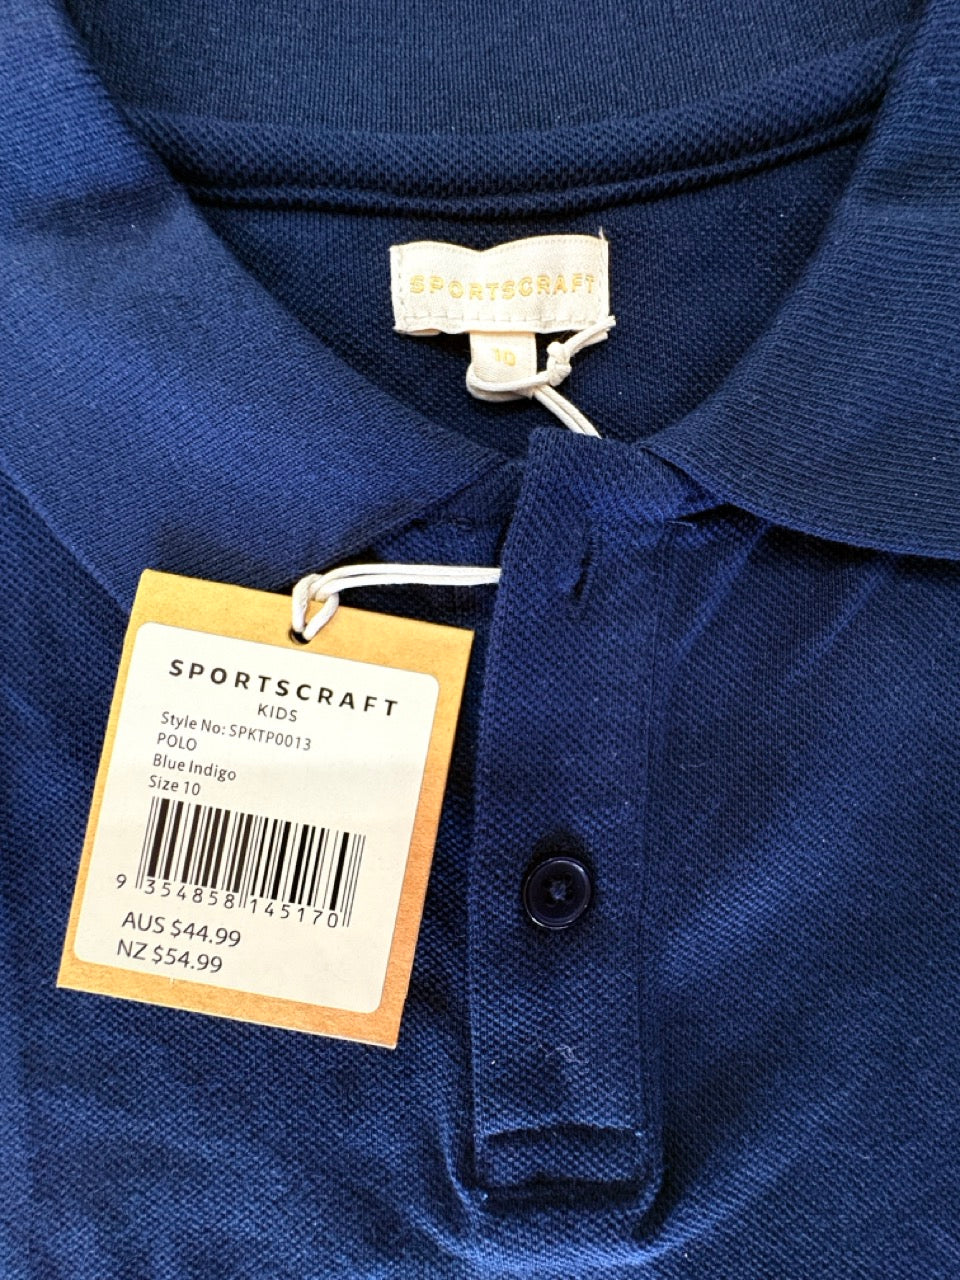 SPORTSCRAFT
10
SPORTSCRAFT
KIDS
Style No: SPKTP0013
POLO
Blue Indigo
Size 10
9 354858 145170
AUS $44.99
NZ $54.99